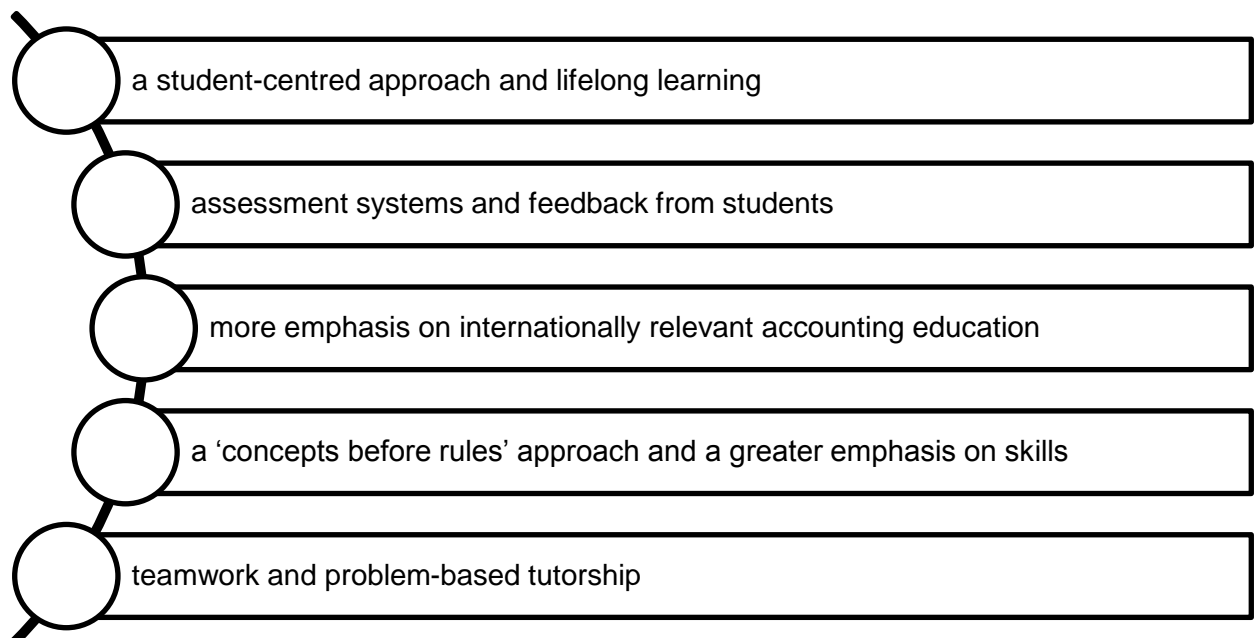 a student-centred approach and lifelong learning
assessment systems and feedback from students
more emphasis on internationally relevant accounting education
a ‘concepts before rules’ approach and a greater emphasis on skills
teamwork and problem-based tutorship